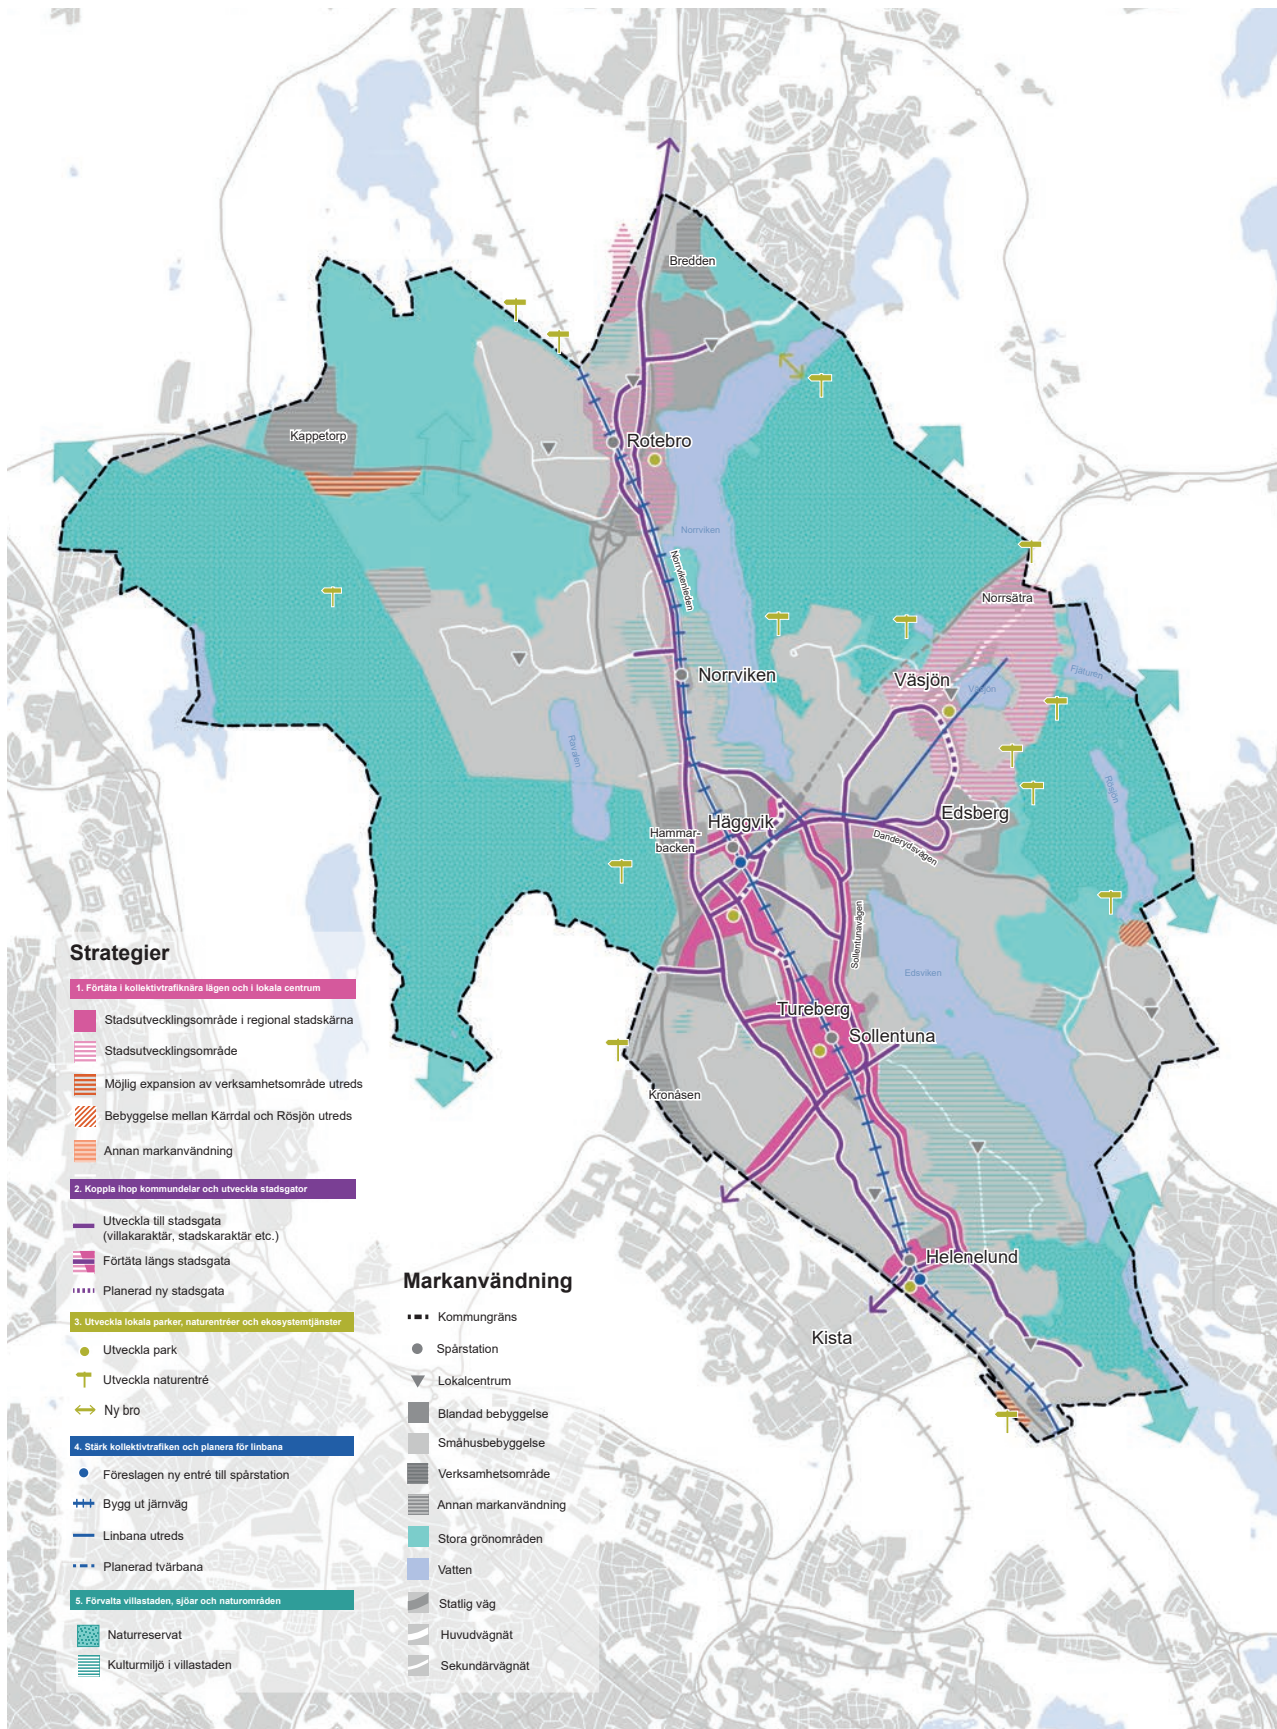 Bredden
Kappetorp
Rotebro
Norrviken
Norrvikenleden
Norrsätra
Fjäturen
Väsjön
Väsjön
Norrviken
Ravalen
Rösjön
Edsberg
Häggvik
Hammar-
backen
Danderydsvägen
Sollentunavägen
Edsviken
Tureberg
Sollentuna
Kronåsen
Helenelund
Kista
Strategier
1. Förtäta i kollektivtrafiknära lägen och i lokala centrum
Stadsutvecklingsområde i regional stadskärna
Stadsutvecklingsområde
Möjlig expansion av verksamhetsområde utreds
Bebyggelse mellan Kärrdal och Rösjön utreds
Annan markanvändning
2. Koppla ihop kommundelar och utveckla stadsgator
Utveckla till stadsgata
(villakaraktär, stadskaraktär etc.)
Förtäta längs stadsgata
Planerad ny stadsgata
3. Utveckla lokala parker, naturentréer och ekosystemtjänster
Utveckla park
Utveckla naturentré
Ny bro
4. Stärk kollektivtrafiken och planera för linbana
Föreslagen ny entré till spårstation
Bygg ut järnväg
Linbana utreds
Planerad tvärbana
5. Förvalta villastaden, sjöar och naturområden
Naturreservat
Kulturmiljö i villastaden
Markanvändning
Kommungräns
Spårstation
Lokalcentrum
Blandad bebyggelse
Småhusbebyggelse
Verksamhetsområde
Annan markanvändning
Stora grönområden
Vatten
Statlig väg
Huvudvägnät
Sekundärvägnät